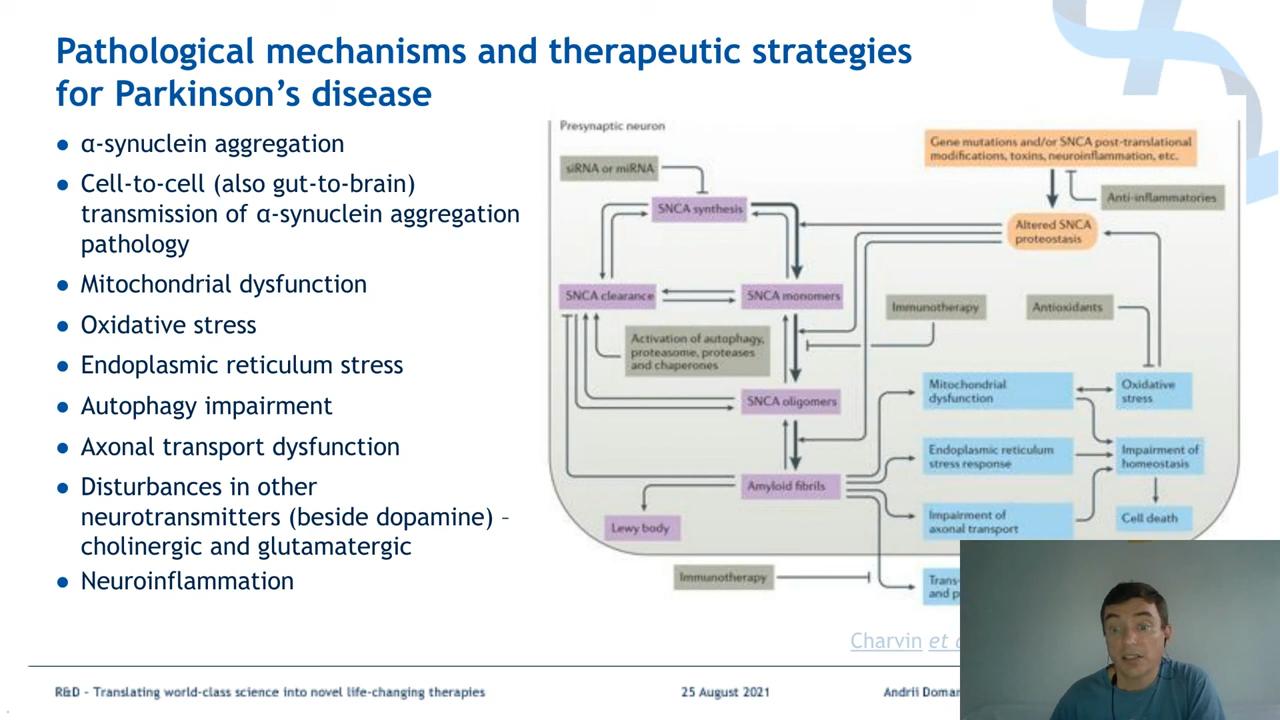 Pathological mechanisms and therapeutic strategies
for Parkinson's disease
● α-synuclein aggregation
● Cell-to-cell (also gut-to-brain)
transmission of α-synuclein aggregation
pathology
● Mitochondrial dysfunction
● Oxidative stress
● Endoplasmic reticulum stress
● Autophagy impairment
● Axonal transport dysfunction
● Disturbances in other
neurotransmitters (beside dopamine) –
cholinergic and glutamatergic
● Neuroinflammation
Presynaptic neuron
siRNA or miRNA
SNCA synthesis
Gene mutations and/or SNCA post-translational
modifications, toxins, neuroinflammation, etc.
Anti-inflammatories
Altered SNCA
proteostasis
SNCA clearance
SNCA monomers
Immunotherapy
Antioxidants
Activation of autophagy,
proteasome, proteases
and chaperones
SNCA oligomers
Mitochondrial
dysfunction
Oxidative
stress
Endoplasmic reticulum
stress response
Impairment of
homeostasis
Amyloid fibrils
Lewy body
Impairment of
axonal transport
Cell death
Immunotherapy
Trans-
and
Charvin et
R&D - Translating world-class science into novel life-changing therapies
25 August 2021
Andrii